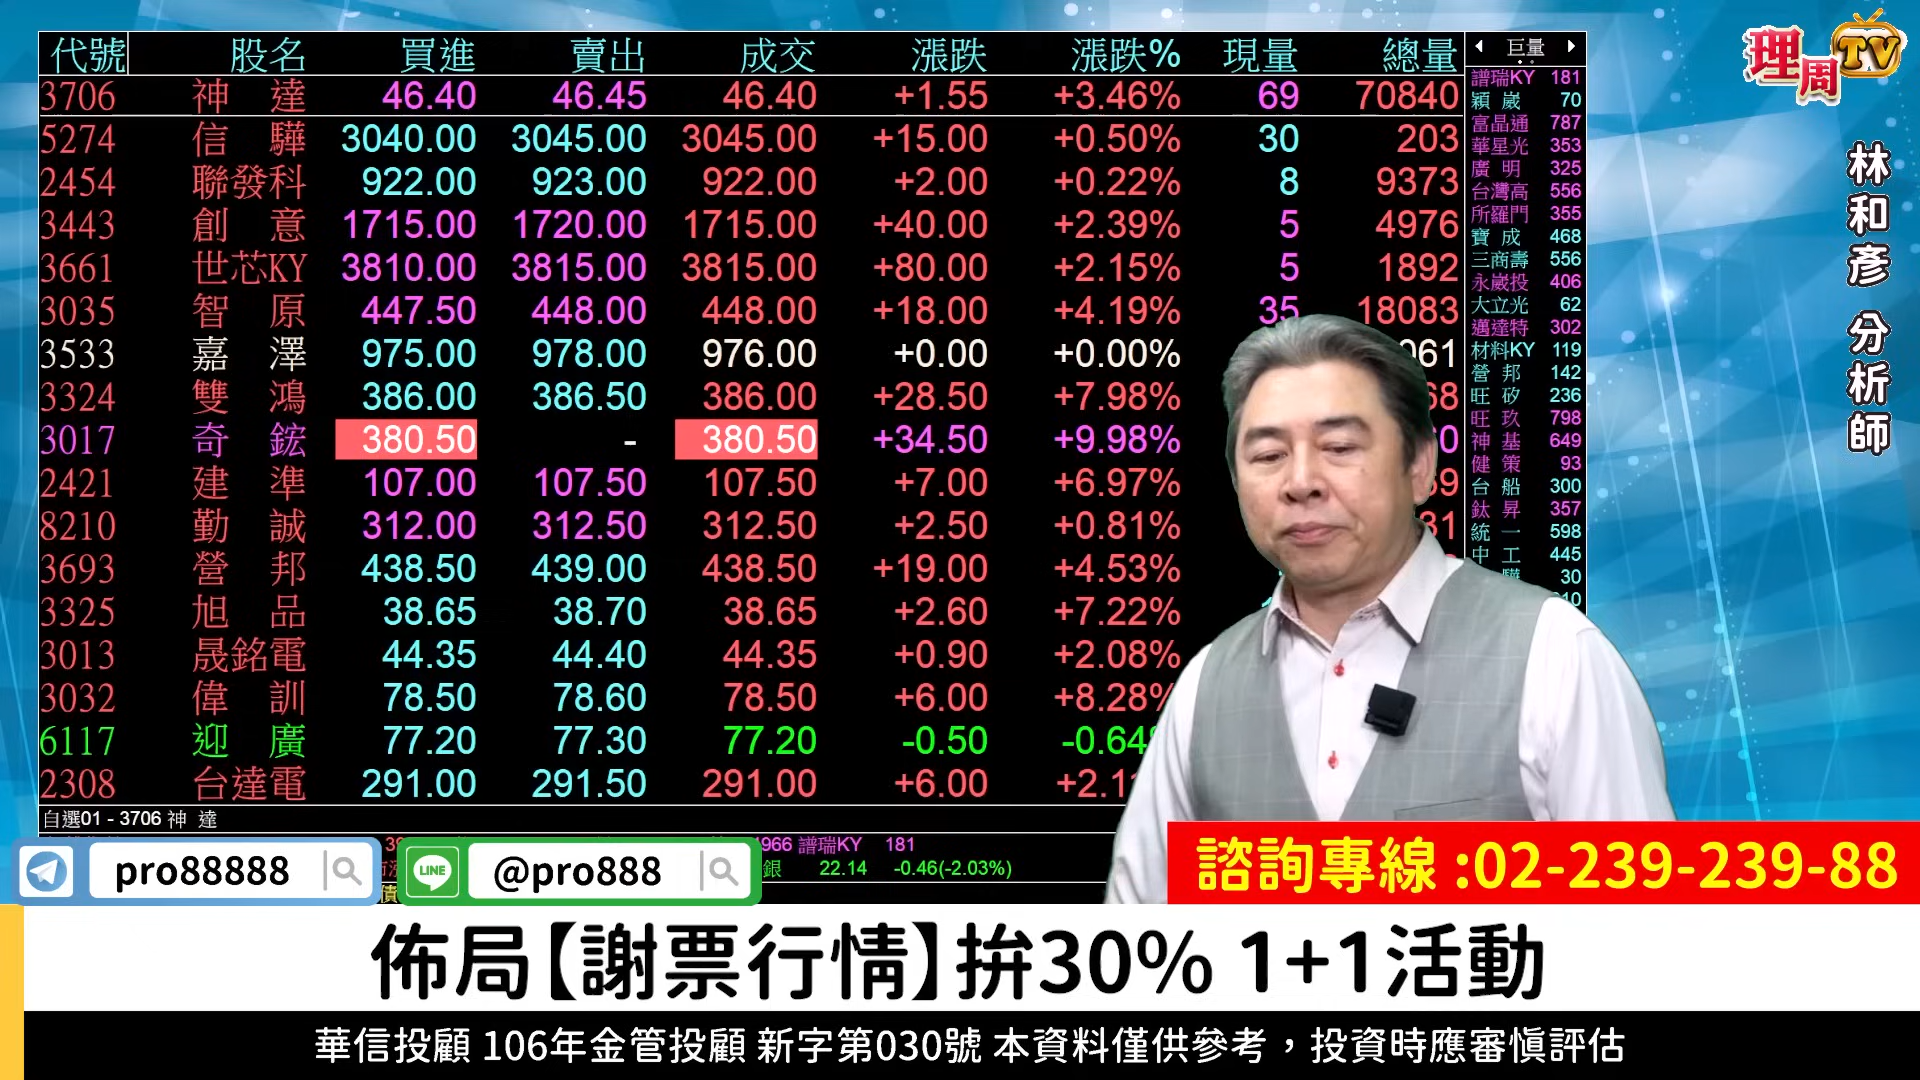 代號 股名 買進 賣出 成交 漲跌 漲跌% 現量 總量
3706 神達 46.40 46.45 46.40 +1.55 +3.46% 69 70840
5274 信驊 3040.00 3045.00 3045.00 +15.00 +0.50% 30 203
2454 聯發科 922.00 923.00 922.00 +2.00 +0.22% 8 9373
3443 創意 1715.00 1720.00 1715.00 +40.00 +2.39% 5 4976
3661 世芯KY 3810.00 3815.00 3815.00 +80.00 +2.15% 5 1892
3035 智原 447.50 448.00 448.00 +18.00 +4.19% 35 18083
3533 嘉澤 975.00 978.00 976.00 +0.00 +0.00%
3324 雙鴻 386.00 386.50 386.00 +28.50 +7.98%
3017 奇鋐 380.50 - 380.50 +34.50 +9.98%
2421 建準 107.00 107.50 107.50 +7.00 +6.97%
8210 勤誠 312.00 312.50 312.50 +2.50 +0.81%
3693 營邦 438.50 439.00 438.50 +19.00 +4.53%
3325 旭品 38.65 38.70 38.65 +2.60 +7.22%
3013 晟銘電 44.35 44.40 44.35 +0.90 +2.08%
3032 偉訓 78.50 78.60 78.50 +6.00 +8.28%
6117 迎廣 77.20 77.30 77.20 -0.50 -0.64
2308 台達電 291.00 291.50 291.00 +6.00
自選01 - 3706 神達
巨量
譜瑞KY 181
穎崴 70
富晶通 787
華星光 353
廣明 325
台灣高 556
所羅門 355
寶成 468
三商壽 556
永崴投 406
大立光 62
邁達特 302
材料KY 119
營邦 142
旺矽 236
旺玖 798
神基 649
健策 93
台船 300
鈦昇 357
統一 598
中工 445
30
理周TV
林和彥 分析師
966 譜瑞KY 181
銀 22.14 -0.46(-2.03%)
pro88888
LINE @pro888
諮詢專線 :02-239-239-88
佈局【謝票行情】拚30% 1+1活動
華信投顧 106年金管投顧 新字第030號 本資料僅供參考，投資時應審慎評估